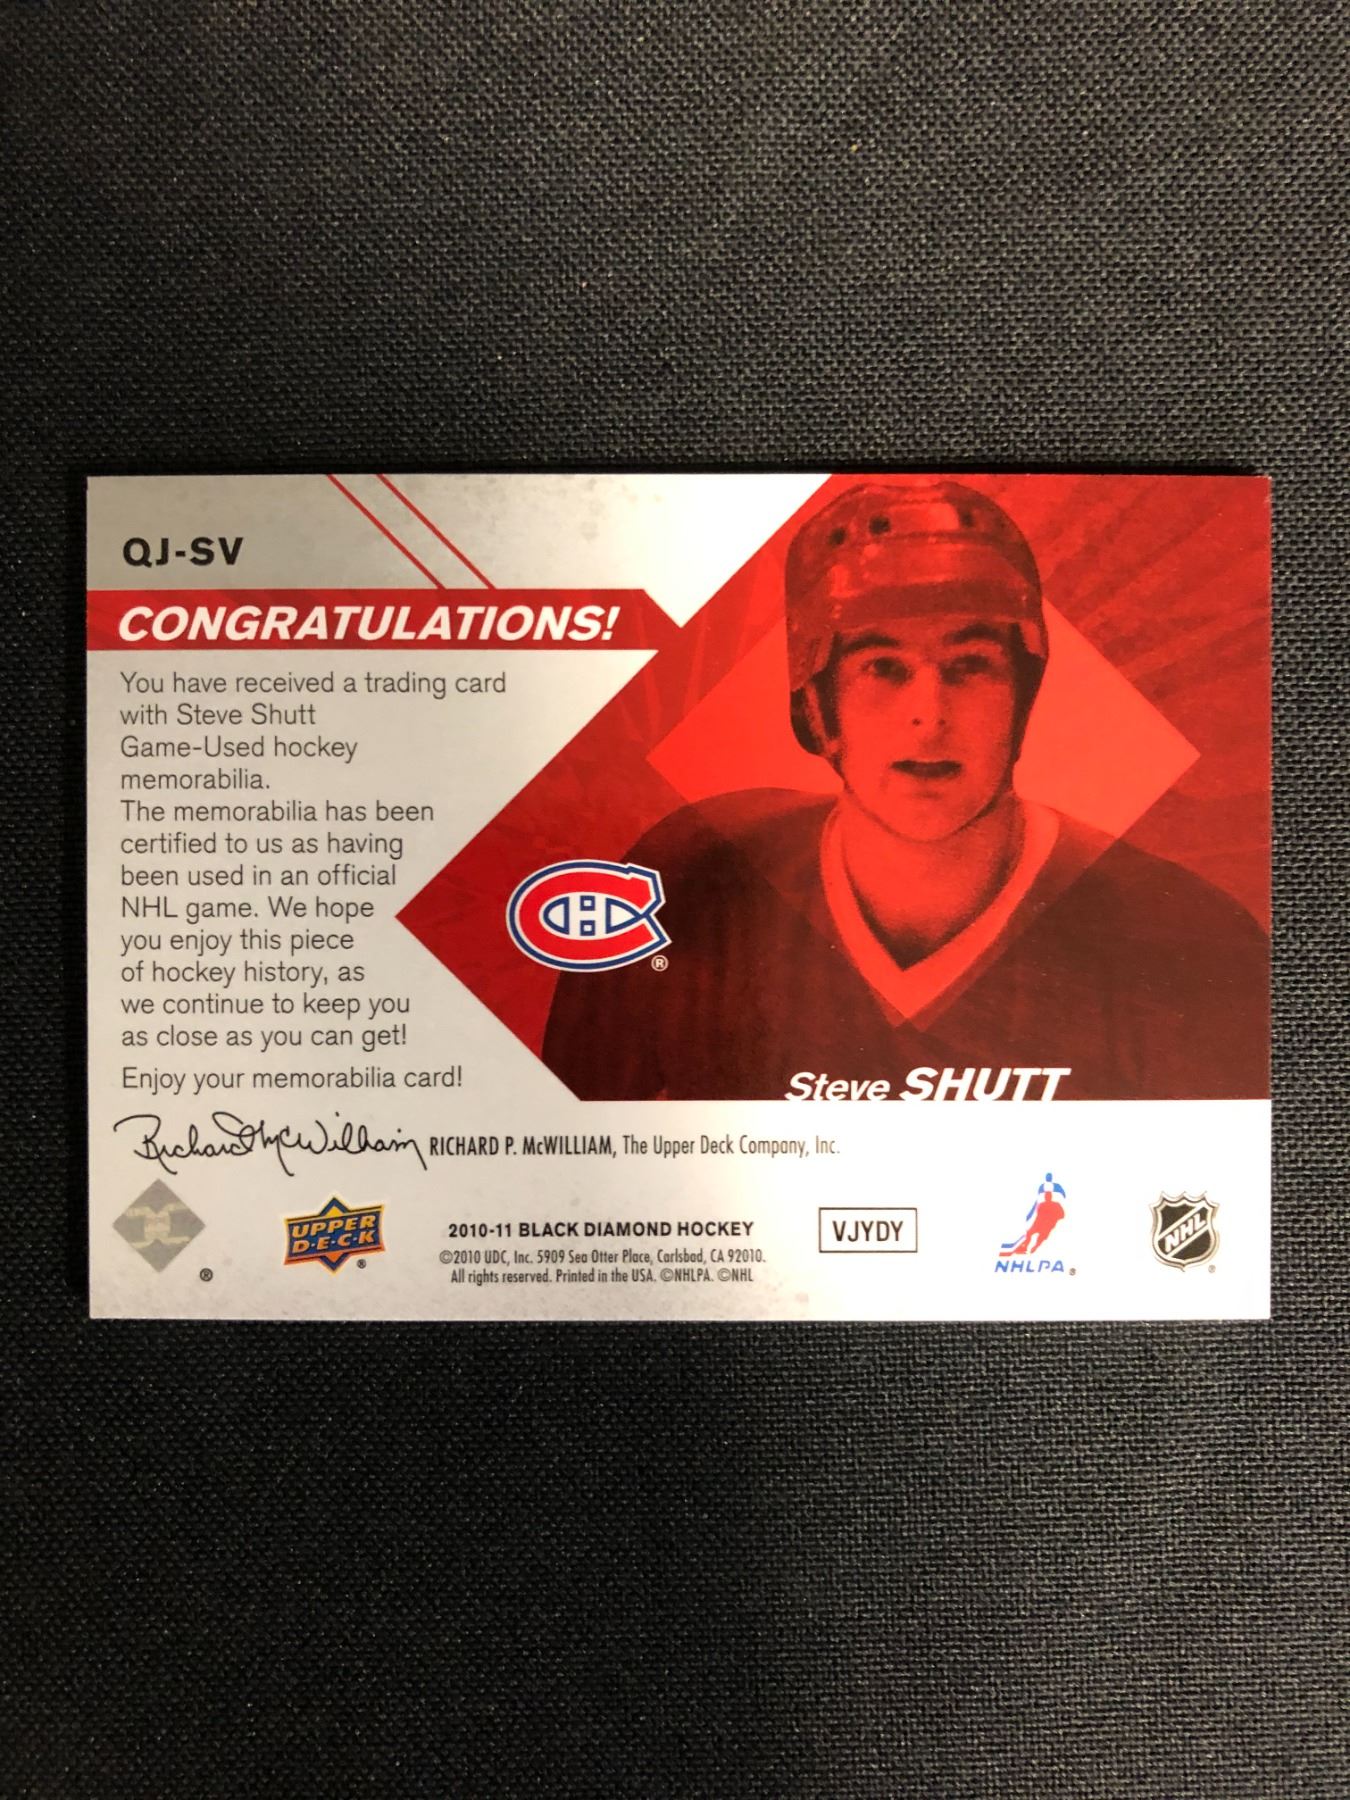 QJ-SV
CONGRATULATIONS!
You have received a trading card
with Steve Shutt
Game-Used hockey
memorabilia.
The memorabilia has been
certified to us as having
been used in an official
NHL game. We hope
you enjoy this piece
of hockey history, as
we continue to keep you
as close as you can get!
Enjoy your memorabilia card!
Steve SHUTT
Richard McWilliam RICHARD P. McWILLIAM, The Upper Deck Company, Inc.
®
UPPER
D·E·C·K
®
2010-11 BLACK DIAMOND HOCKEY
©2010 UDC, Inc. 5909 Sea Otter Place, Carlsbad, CA 92010.
All rights reserved. Printed in the USA. ©NHLPA. ©NHL
VJYDY
NHLPA®
NHL®
CH®